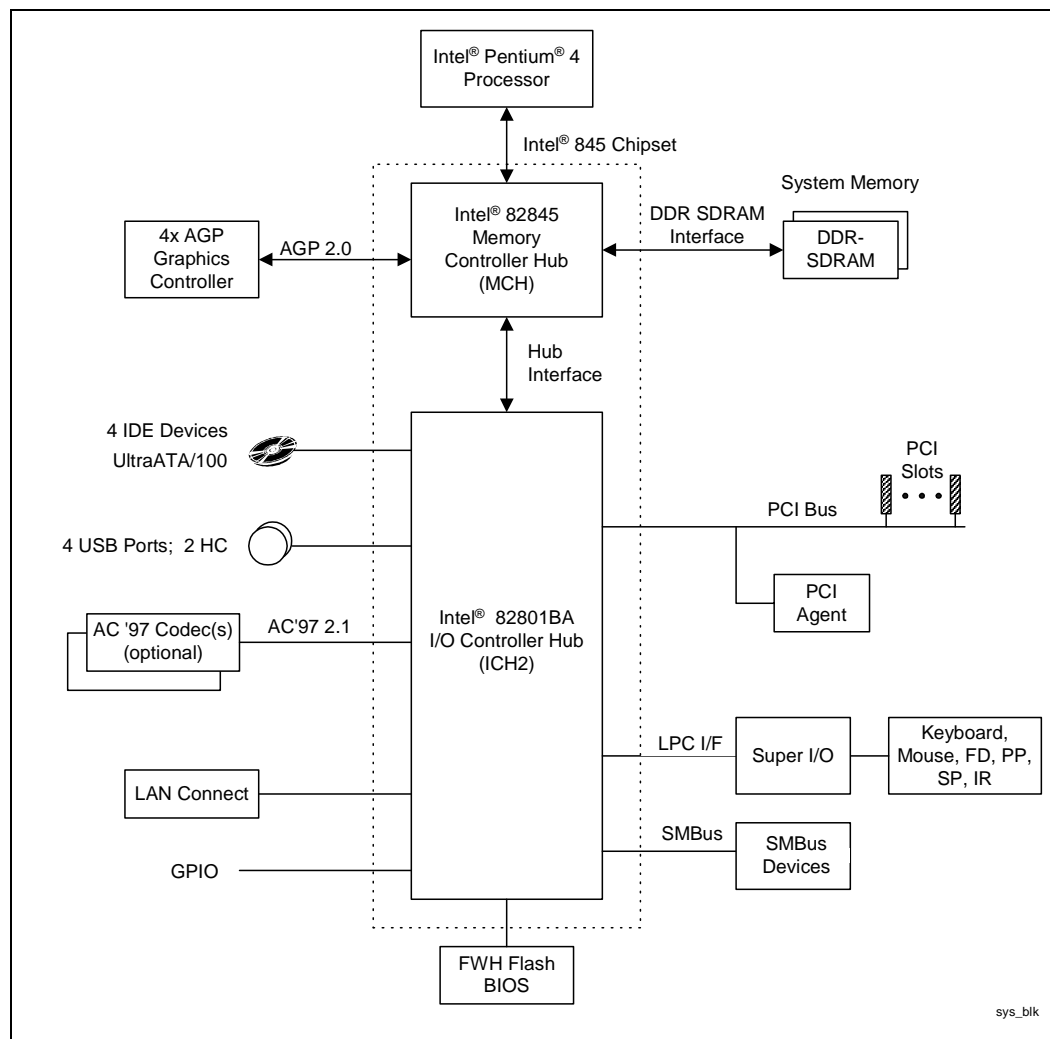 Intel® Pentium® 4
Processor
Intel® 845 Chipset
System Memory
Intel® 82845
Memory
Controller Hub
(MCH)
4x AGP
Graphics
Controller
AGP 2.0
DDR SDRAM
Interface
DDR-
SDRAM
Hub
Interface
4 IDE Devices
UltraATA/100
PCI
Slots
PCI Bus
4 USB Ports; 2 HC
PCI
Agent
AC '97 Codec(s)
(optional)
AC'97 2.1
Intel® 82801BA
I/O Controller Hub
(ICH2)
LPC I/F
Super I/O
Keyboard,
Mouse, FD, PP,
SP, IR
LAN Connect
SMBus
SMBus
Devices
GPIO
FWH Flash
BIOS
sys_blk